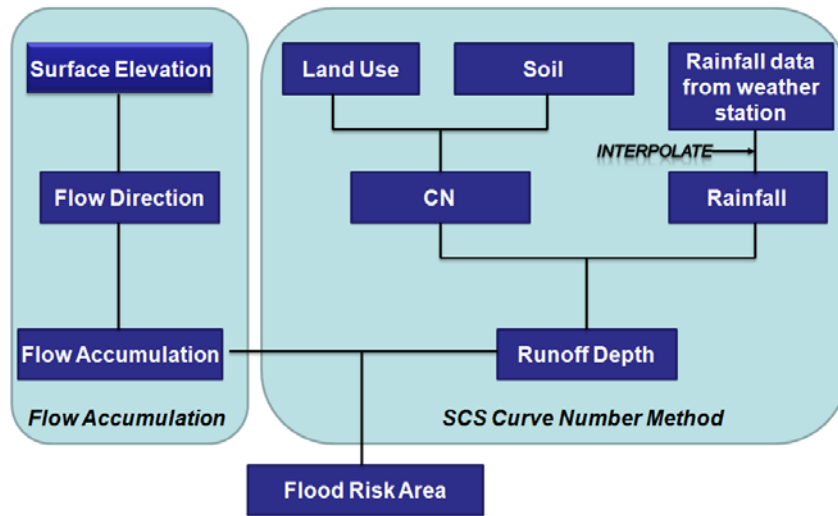 Surface Elevation
Flow Direction
Flow Accumulation
Flow Accumulation
Land Use
Soil
Rainfall data
from weather
station
INTERPOLATE
CN
Rainfall
Runoff Depth
SCS Curve Number Method
Flood Risk Area